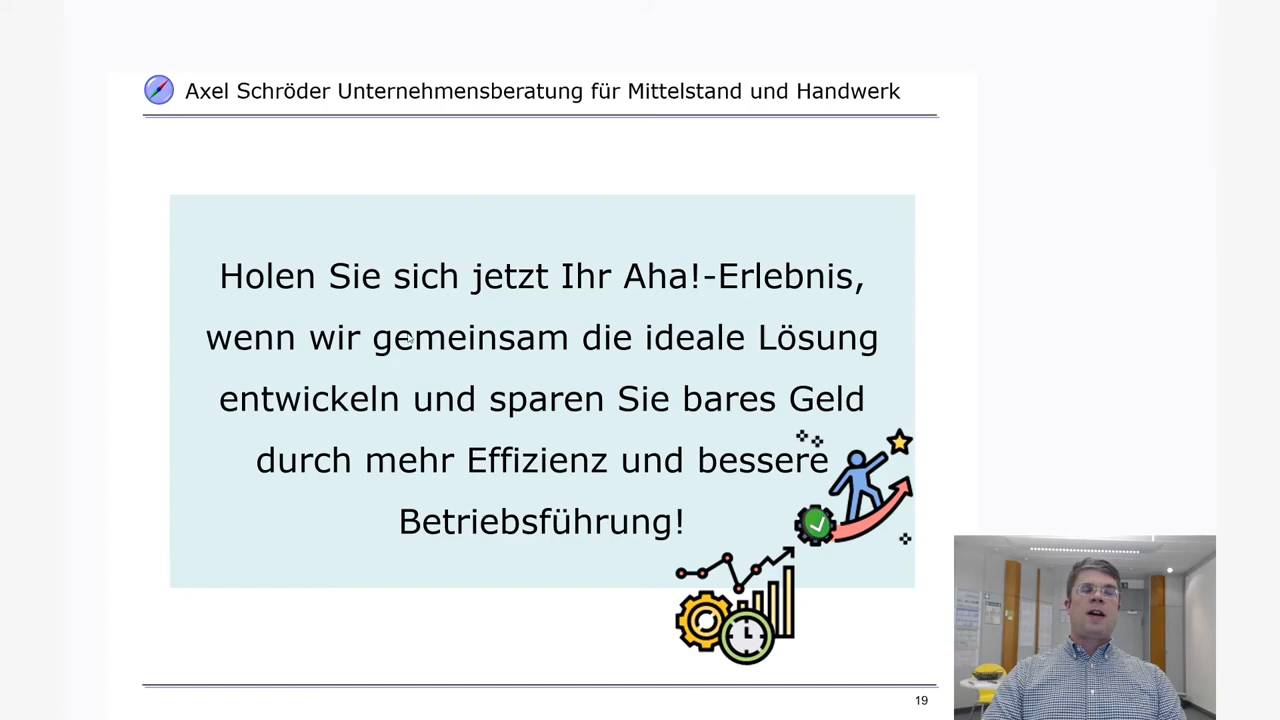 Axel Schröder Unternehmensberatung für Mittelstand und Handwerk
Holen Sie sich jetzt Ihr Aha!-Erlebnis,
wenn wir gemeinsam die ideale Lösung
entwickeln und sparen Sie bares Geld
durch mehr Effizienz und bessere
Betriebsführung!
19